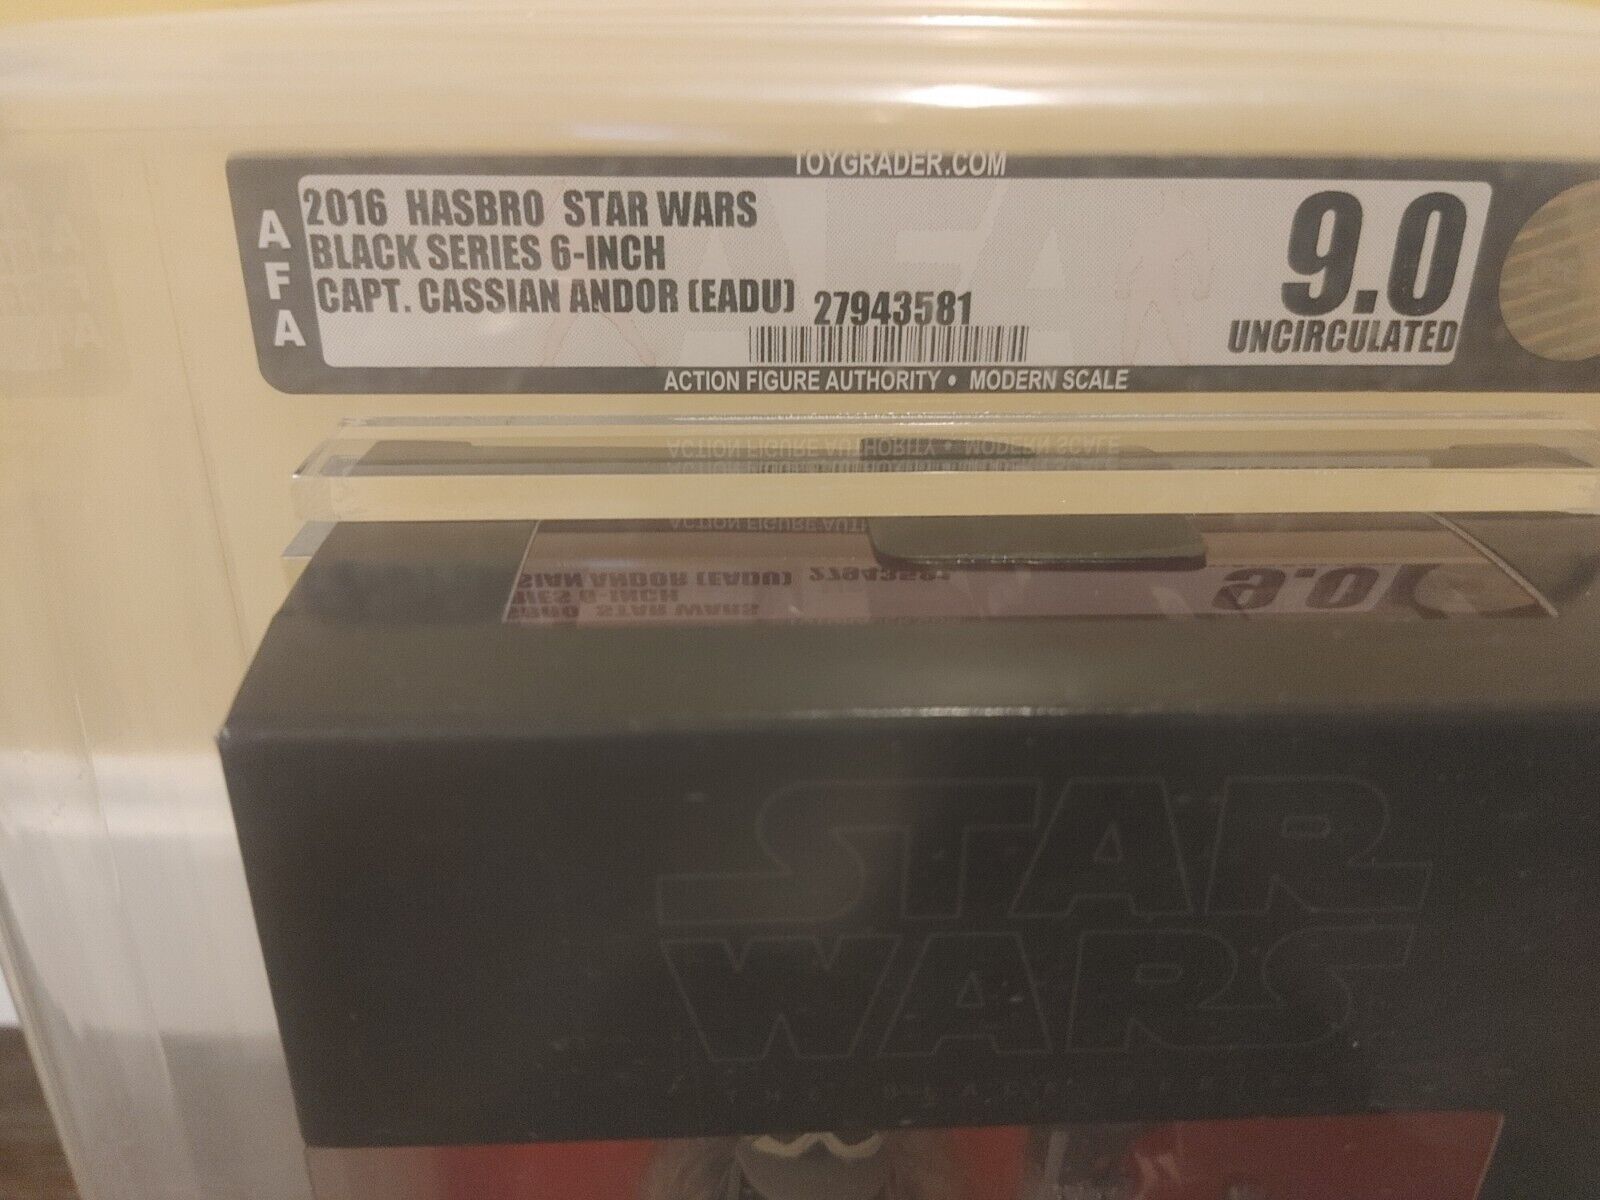 TOYGRADER.COM
AFA
2016 HASBRO STAR WARS
BLACK SERIES 6-INCH
CAPT. CASSIAN ANDOR (EADU) 27943581
9.0
UNCIRCULATED
ACTION FIGURE AUTHORITY • MODERN SCALE
STAR
WARS